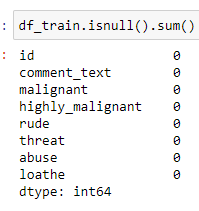 : df_train.isnull().sum()
: id 0
comment_text 0
malignant 0
highly_malignant 0
rude 0
threat 0
abuse 0
loathe 0
dtype: int64